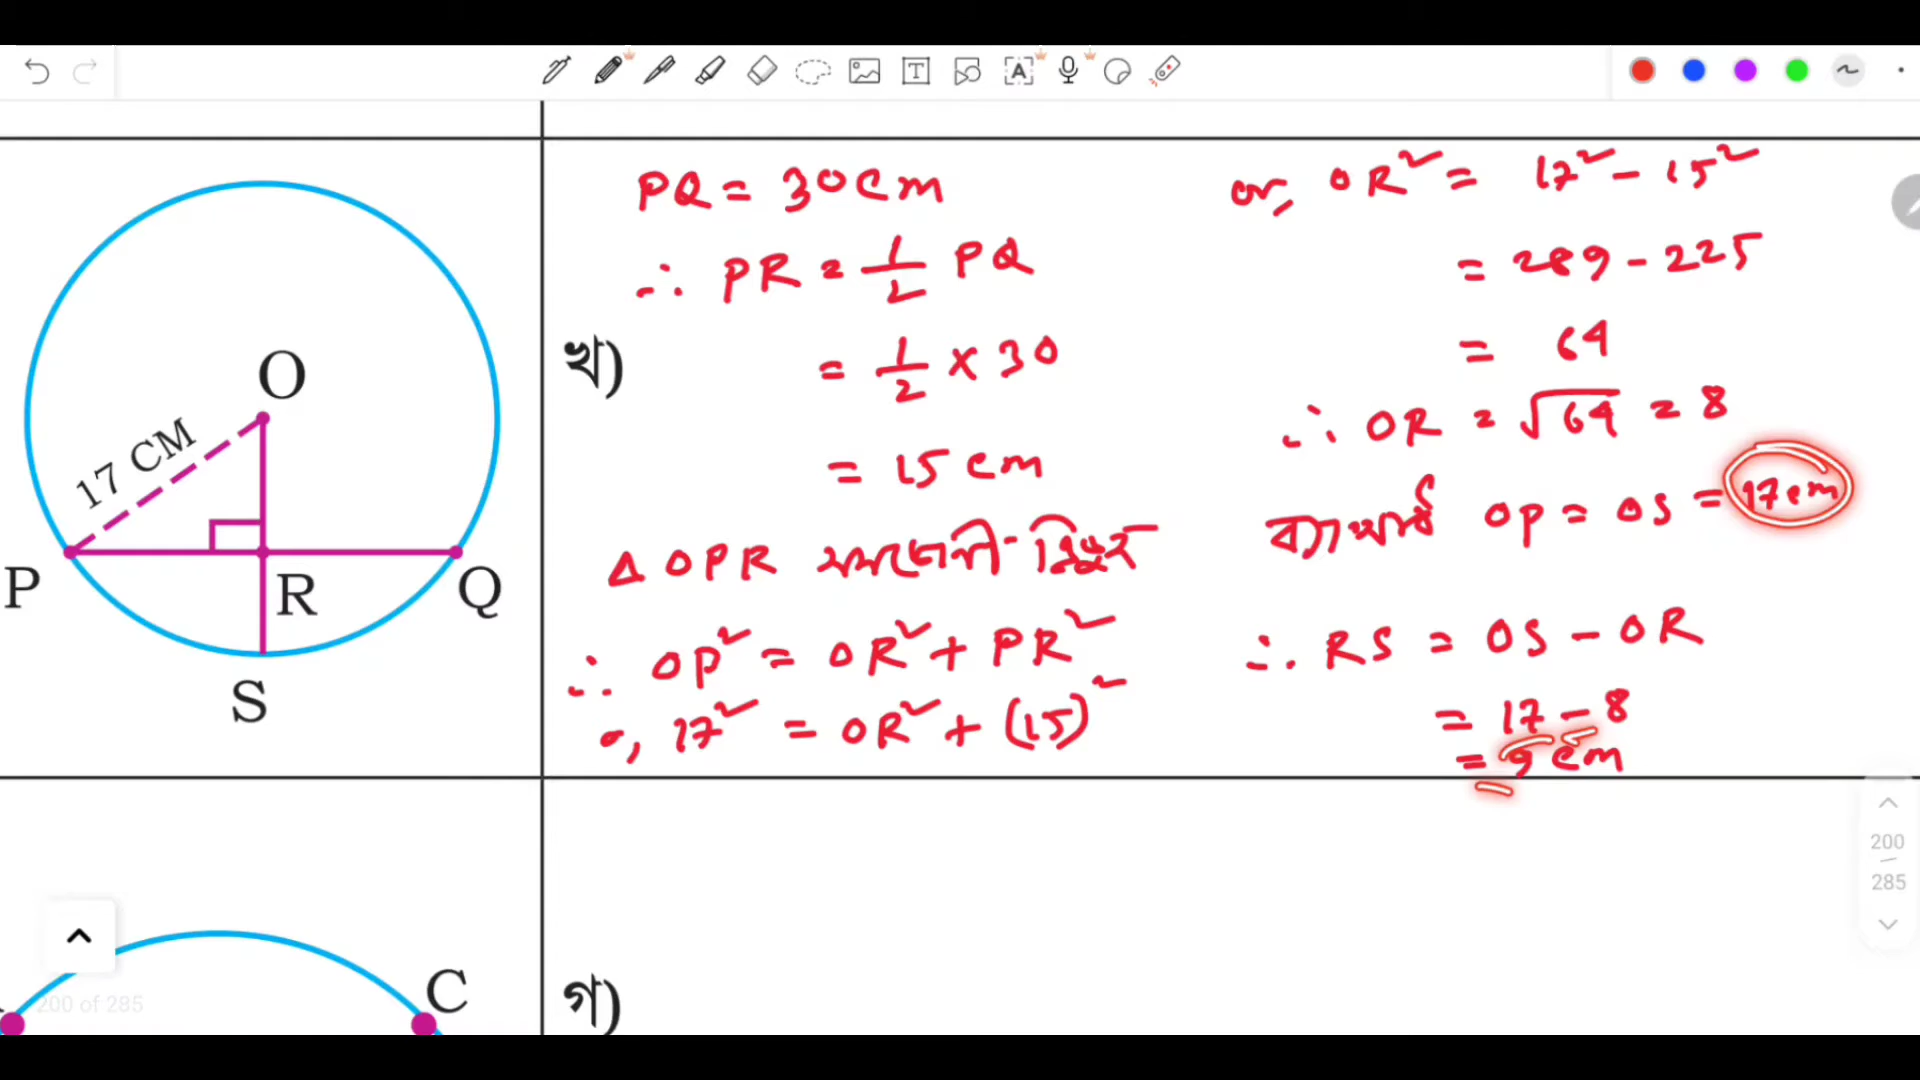 O
17 CM
P
R
Q
S
খ)
PQ = 30cm
∴ PR = 1/2 PQ
= 1/2 × 30
= 15 cm
Δ OPR সমকোণী ত্রিভুজ
∴ OP² = OR² + PR²
or, 17² = OR² + (15)²
or, OR² = 17² - 15²
= 289 - 225
= 64
∴ OR = √64 = 8
ব্যাসার্ধ OP = OS = 17cm
∴ RS = OS - OR
= 17 - 8
= 9 cm
C
গ)
200 of 285
200
285